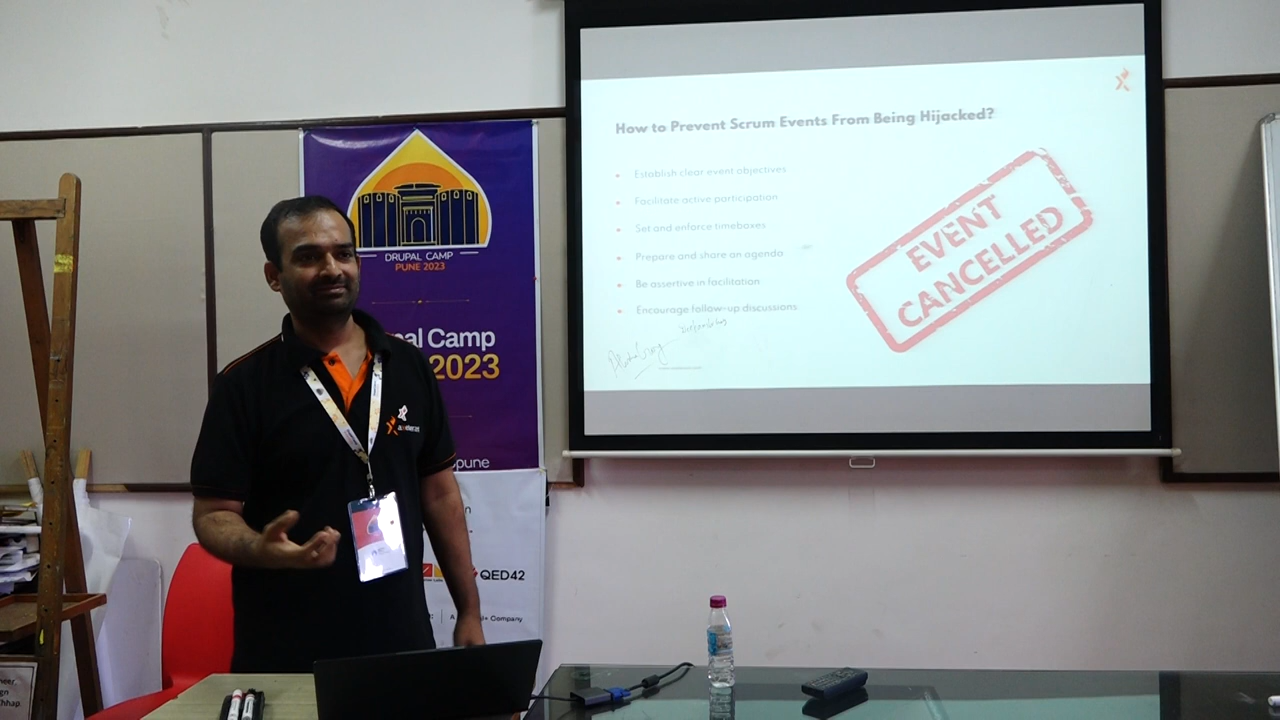 How to Prevent Scrum Events From Being Hijacked?
Establish clear event objectives
Facilitate active participation
Set and enforce timeboxes
Prepare and share an agenda
Be assertive in facilitation
Encourage follow-up discussions
EVENT
CANCELLED
DRUPAL CAMP
PUNE 2023
Camp
2023
QED42
Company